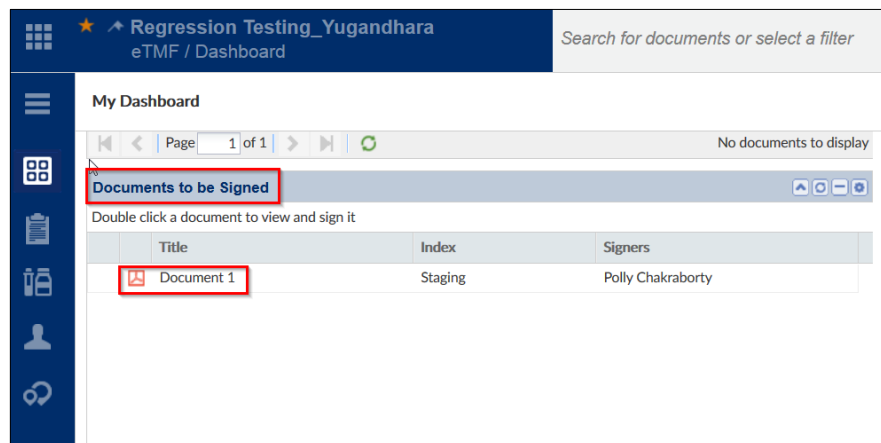 Regression Testing_Yugandhara
eTMF / Dashboard
Search for documents or select a filter
My Dashboard
Page 1 of 1
No documents to display
Documents to be Signed
Double click a document to view and sign it
Title Index Signers
Document 1 Staging Polly Chakraborty